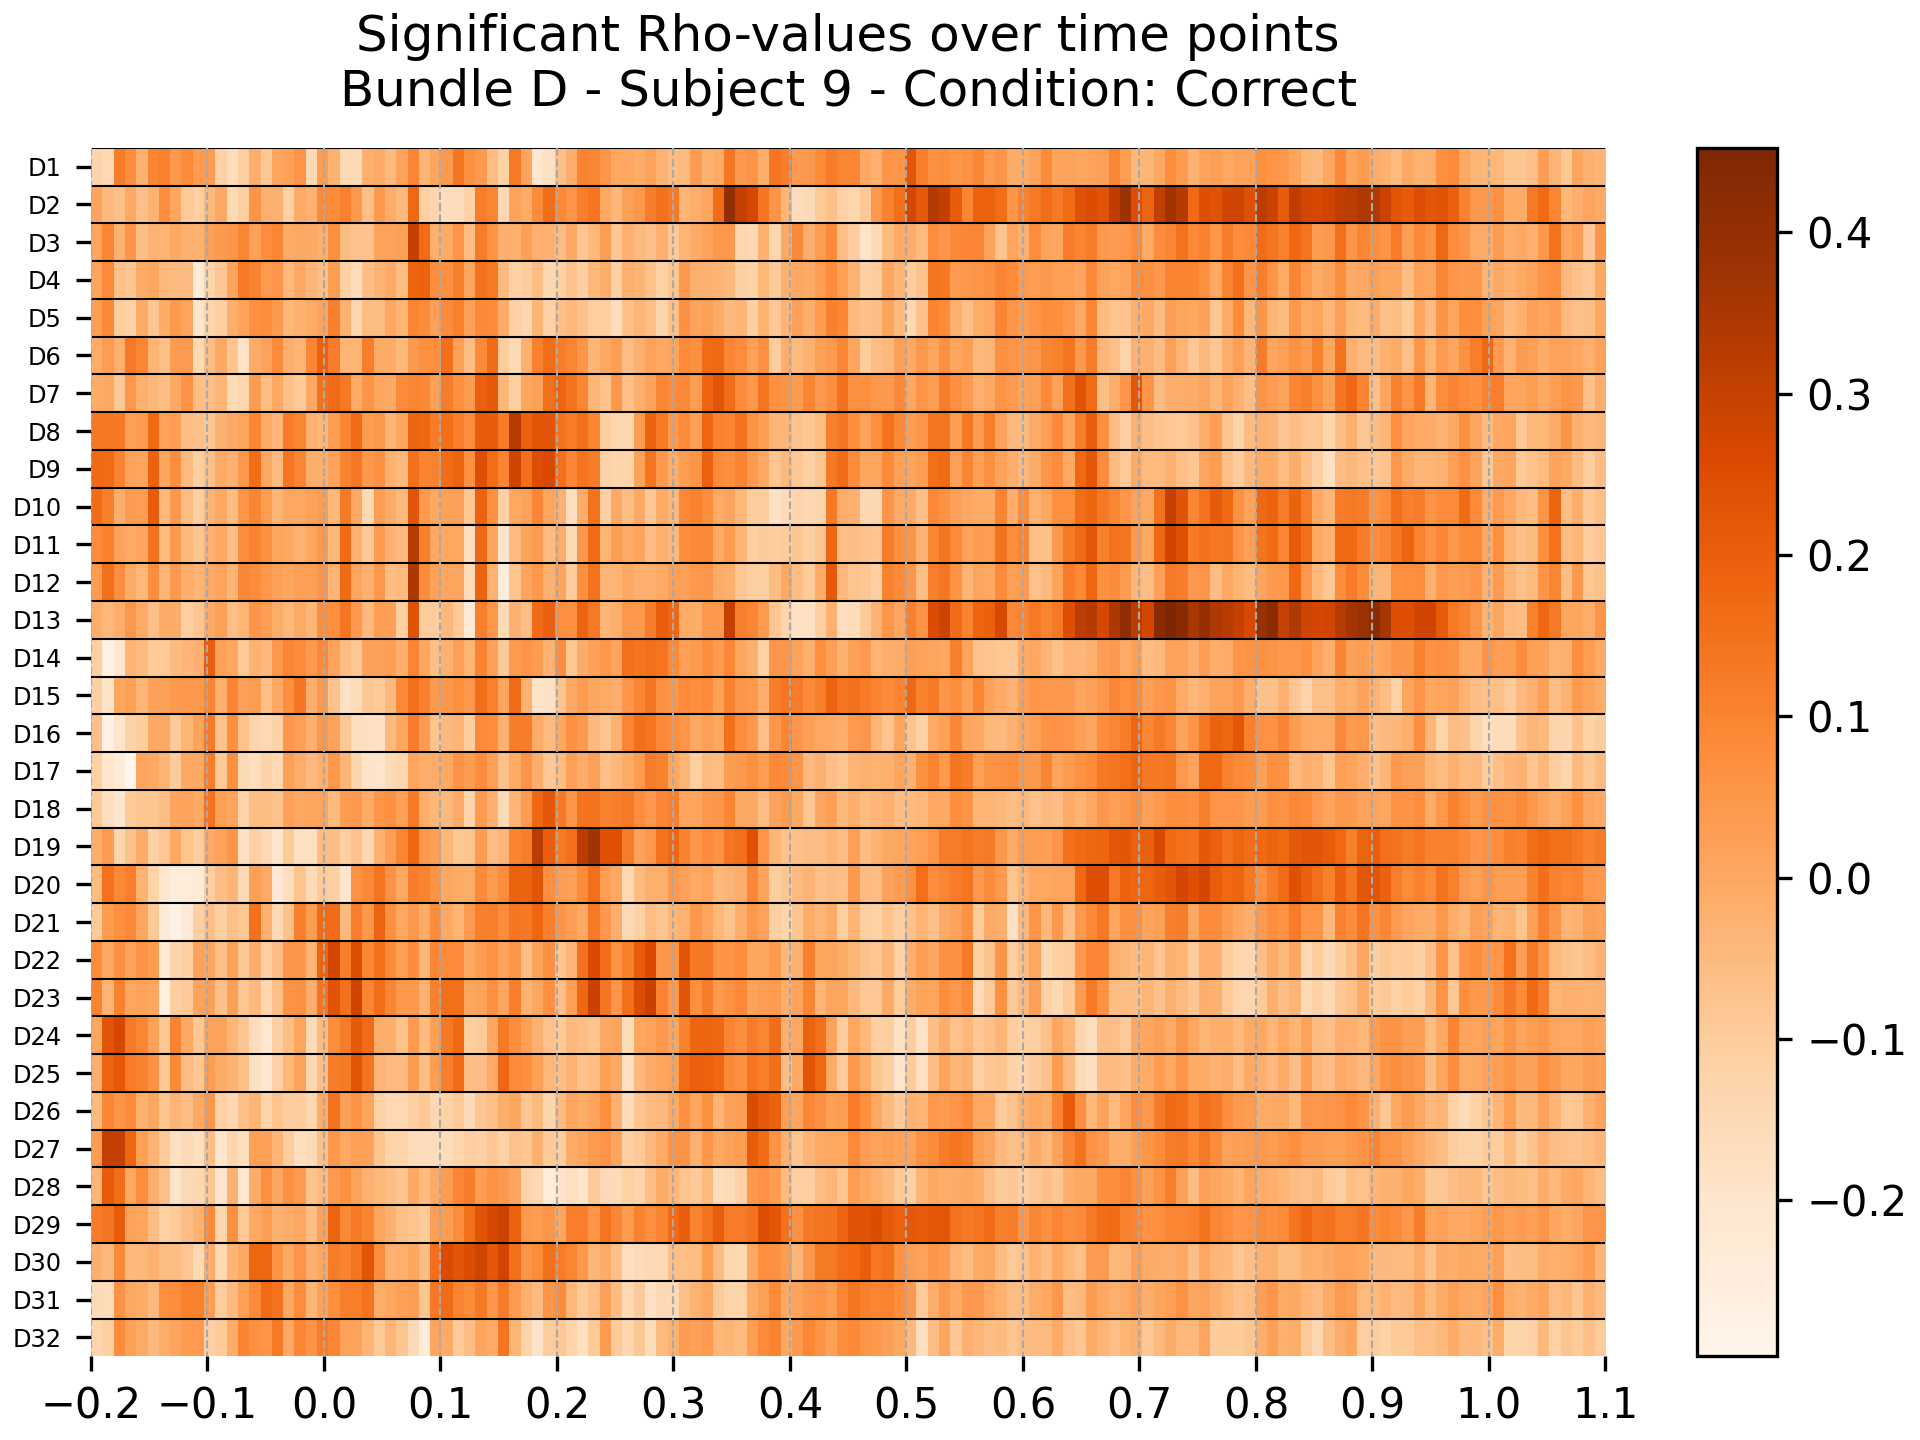 Significant Rho-values over time points
Bundle D - Subject 9 - Condition: Correct
D1
D2
D3
D4
D5
D6
D7
D8
D9
D10
D11
D12
D13
D14
D15
D16
D17
D18
D19
D20
D21
D22
D23
D24
D25
D26
D27
D28
D29
D30
D31
D32
−0.2 −0.1 0.0 0.1 0.2 0.3 0.4 0.5 0.6 0.7 0.8 0.9 1.0 1.1
0.4
0.3
0.2
0.1
0.0
−0.1
−0.2